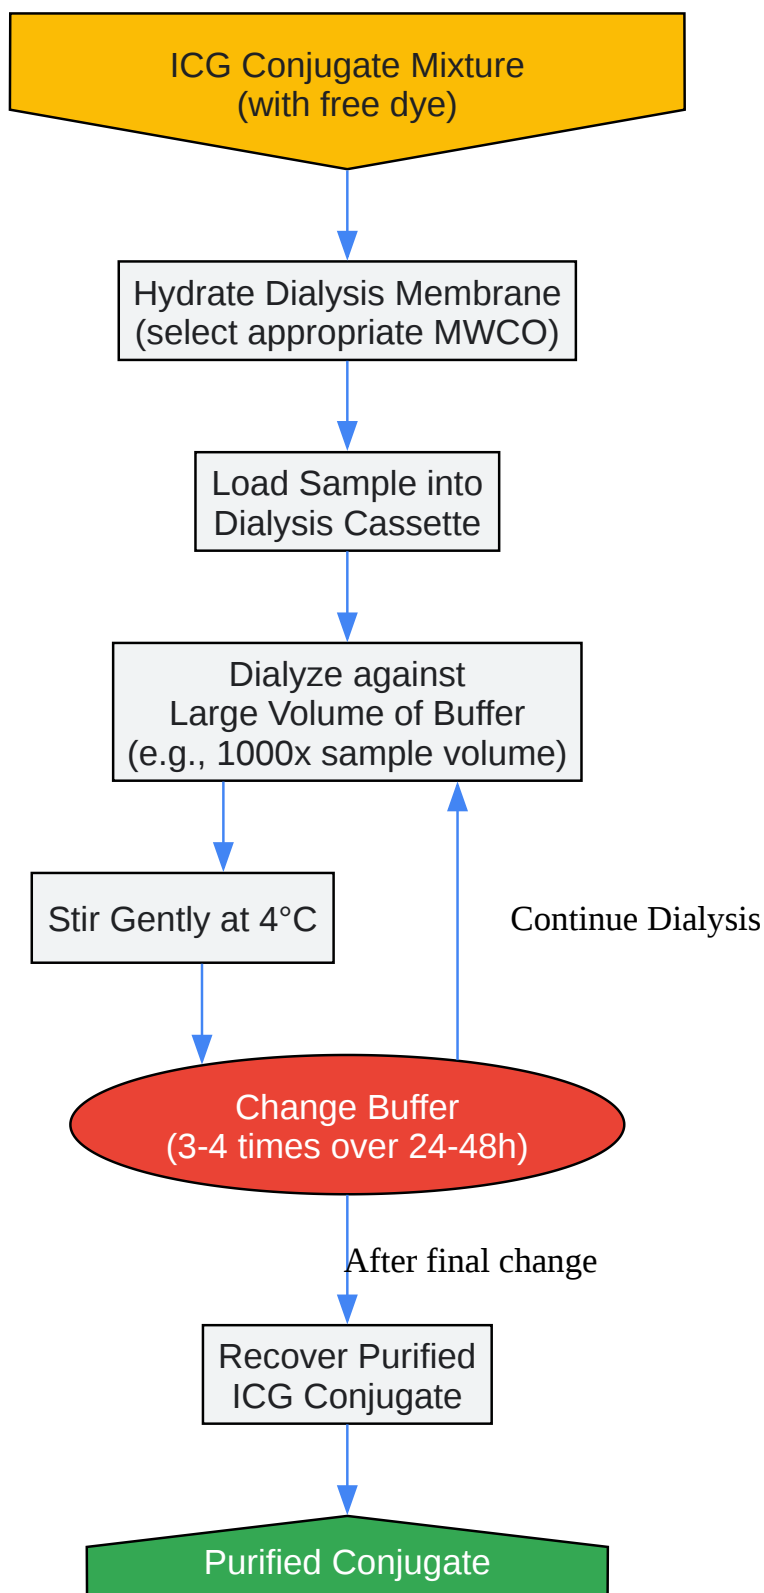 ICG Conjugate Mixture
(with free dye)
Hydrate Dialysis Membrane
(select appropriate MWCO)
Load Sample into
Dialysis Cassette
Dialyze against
Large Volume of Buffer
(e.g., 1000x sample volume)
Stir Gently at 4°C
Continue Dialysis
Change Buffer
(3-4 times over 24-48h)
After final change
Recover Purified
ICG Conjugate
Purified Conjugate